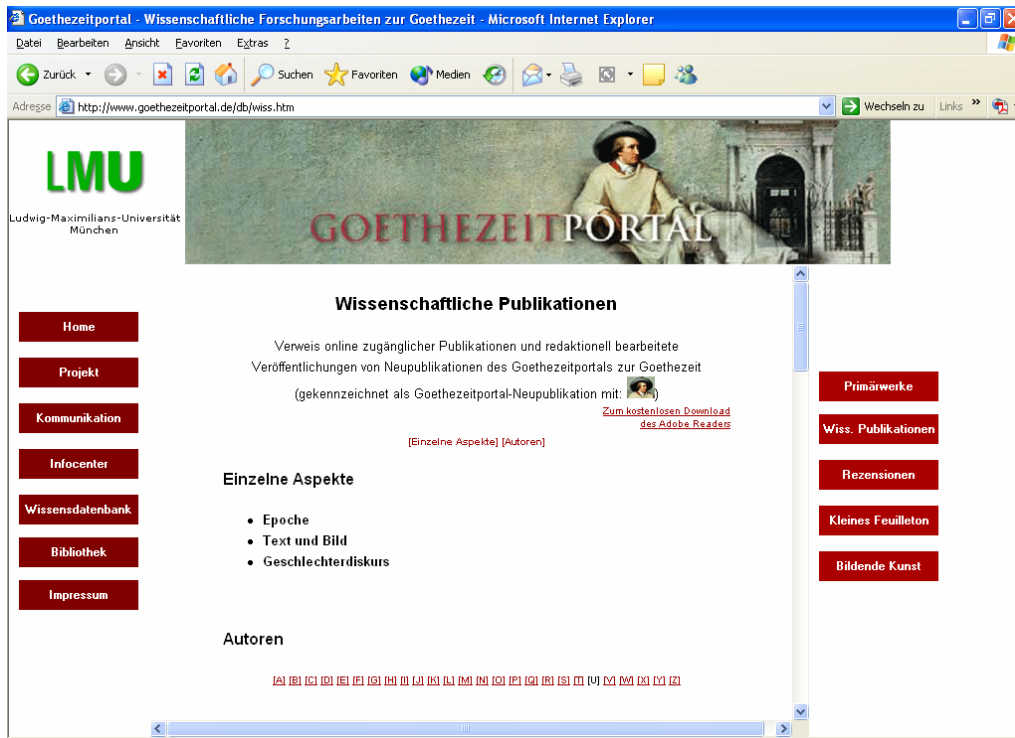 Goethezeitportal - Wissenschaftliche Forschungsarbeiten zur Goethezeit - Microsoft Internet Explorer
Datei Bearbeiten Ansicht Favoriten Extras ?
Zurück Suchen Favoriten Medien
Adresse http://www.goethezeitportal.de/db/wiss.htm Wechseln zu Links »
LMU
Ludwig-Maximilians-Universität
München
GOETHEZEITPORTAL
Home
Projekt
Kommunikation
Infocenter
Wissensdatenbank
Bibliothek
Impressum
Wissenschaftliche Publikationen
Verweis online zugänglicher Publikationen und redaktionell bearbeitete
Veröffentlichungen von Neupublikationen des Goethezeitportals zur Goethezeit
(gekennzeichnet als Goethezeitportal-Neupublikation mit: )
Zum kostenlosen Download
des Adobe Readers
[Einzelne Aspekte] [Autoren]
Einzelne Aspekte
• Epoche
• Text und Bild
• Geschlechterdiskurs
Autoren
[A] [B] [C] [D] [E] [F] [G] [H] [I] [J] [K] [L] [M] [N] [O] [P] [Q] [R] [S] [T] [U] [V] [W] [X] [Y] [Z]
Primärwerke
Wiss. Publikationen
Rezensionen
Kleines Feuilleton
Bildende Kunst